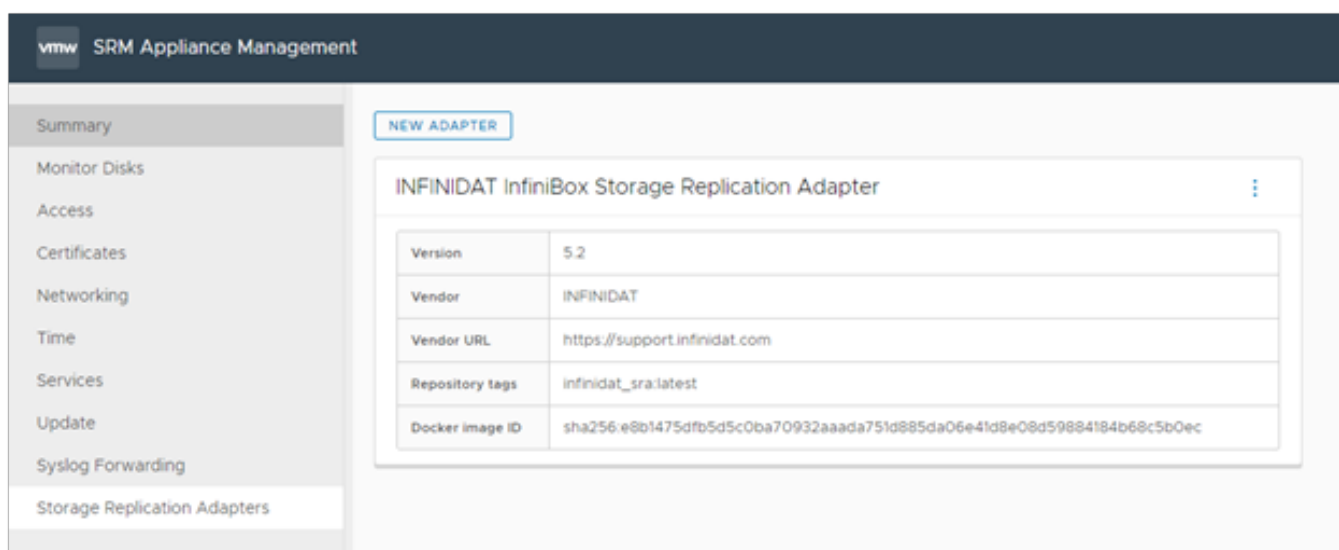 vmw SRM Appliance Management
Summary
Monitor Disks
Access
Certificates
Networking
Time
Services
Update
Syslog Forwarding
Storage Replication Adapters
NEW ADAPTER
INFINIDAT InfiniBox Storage Replication Adapter
Version 5.2
Vendor INFINIDAT
Vendor URL https://support.infinidat.com
Repository tags infinidat_sra:latest
Docker image ID sha256:e8b1475dfb5d5c0ba70932aaada751d885da06e41d8e08d59884184b68c5b0ec